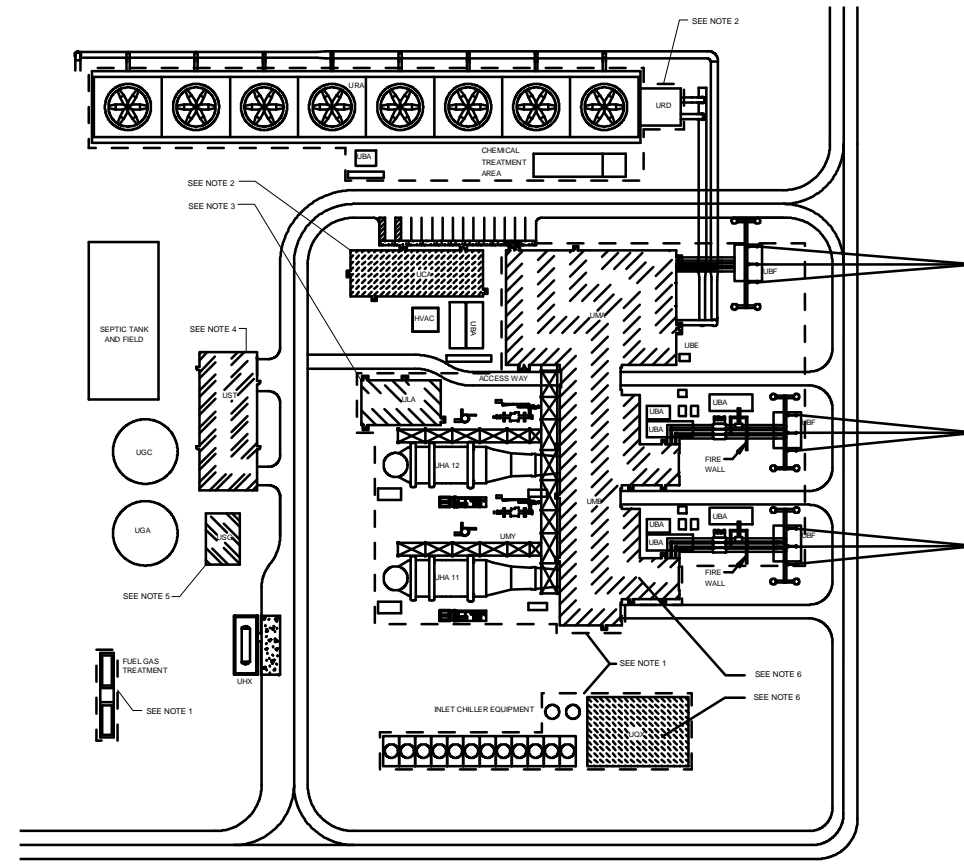 SEE NOTE 2
URA
URD
UBA
CHEMICAL
TREATMENT
AREA
SEE NOTE 2
SEE NOTE 3
UCA
UMA
UBF
HVAC
UBA
UBE
SEPTIC TANK
AND FIELD
SEE NOTE 4
ACCESS WAY
UST
ULA
UBA
UBA
UBA
UBF
UGC
UHA 12
FIRE
WALL
UMB
UGA
USG
UMY
UBA
UBA
UBA
UBF
UHA 11
FIRE
WALL
SEE NOTE 5
FUEL GAS
TREATMENT
UHX
SEE NOTE 1
SEE NOTE 6
SEE NOTE 1
INLET CHILLER EQUIPMENT
SEE NOTE 6
UQX